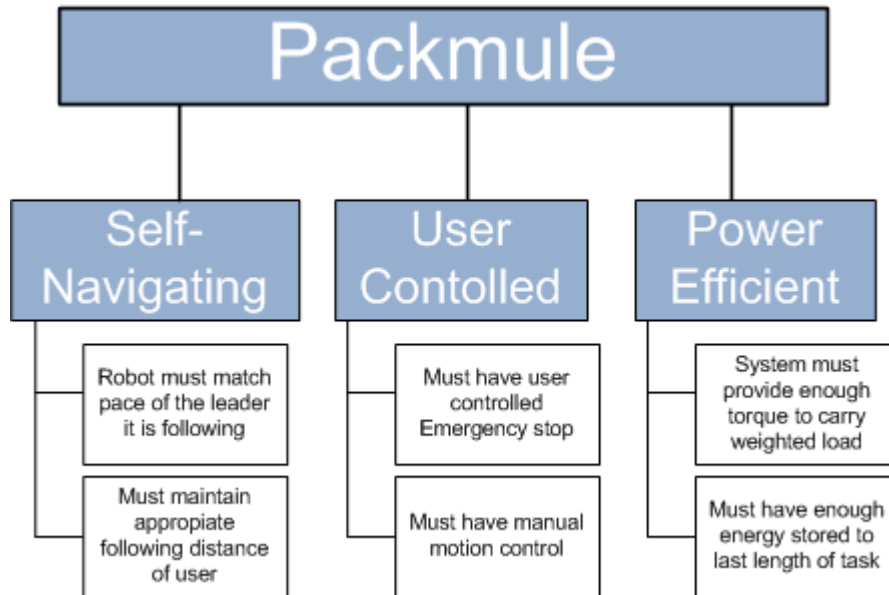 Packmule
Self-
Navigating
User
Contolled
Power
Efficient
Robot must match
pace of the leader
it is following
Must have user
controlled
Emergency stop
System must
provide enough
torque to carry
weighted load
Must maintain
appropiate
following distance
of user
Must have manual
motion control
Must have enough
energy stored to
last length of task